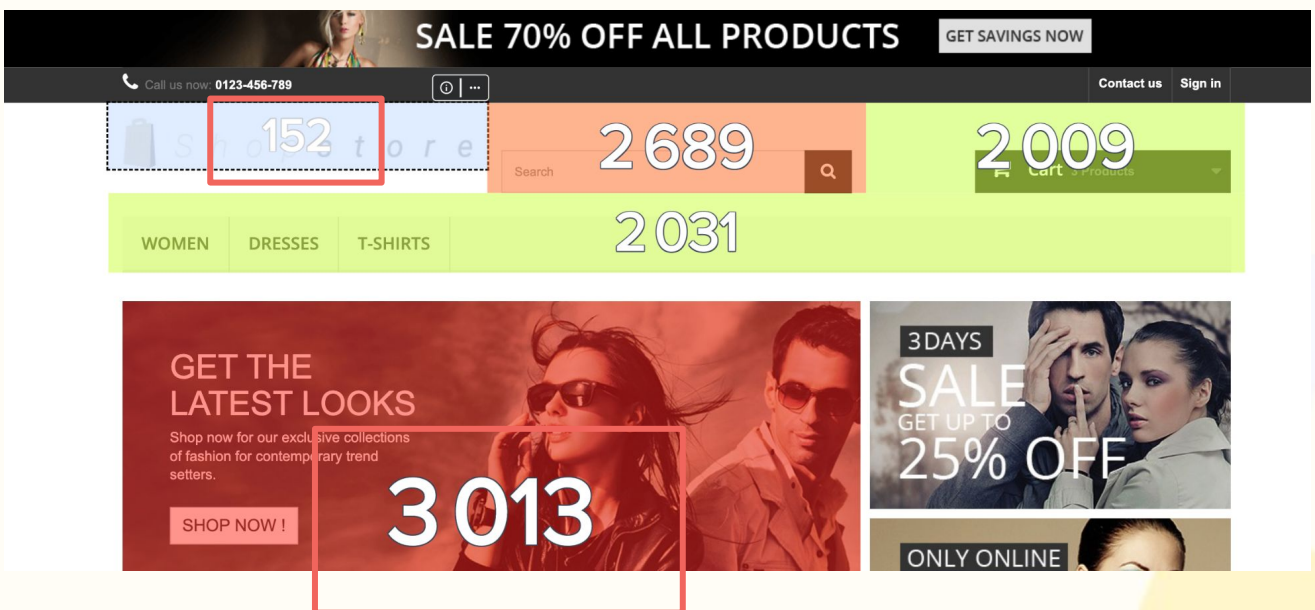 SALE 70% OFF ALL PRODUCTS GET SAVINGS NOW
Call us now: 0123-456-789 Contact us Sign in
Shopstore 152
Search 2 689
Cart 3 Products 2 009
WOMEN DRESSES T-SHIRTS 2 031
GET THE
LATEST LOOKS
Shop now for our exclusive collections
of fashion for contemporary trend
setters.
SHOP NOW !
3 013
3 DAYS
SALE
GET UP TO
25% OFF
ONLY ONLINE